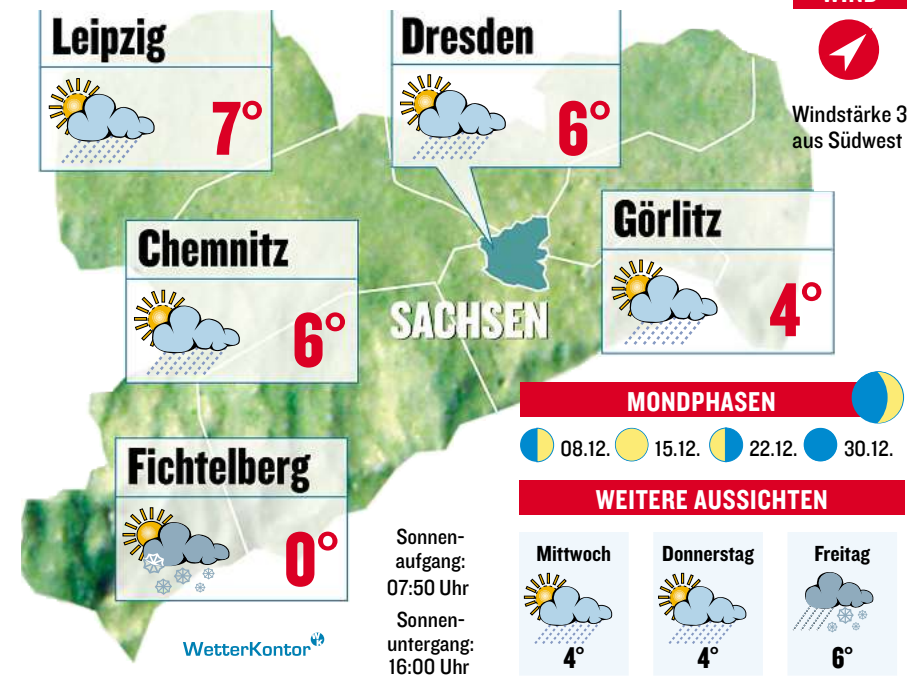 WIND
Leipzig
7°
Dresden
6°
Windstärke 3
aus Südwest
Chemnitz
6°
Görlitz
4°
SACHSEN
Fichtelberg
0°
MONDPHASEN
08.12. 15.12. 22.12. 30.12.
WEITERE AUSSICHTEN
Mittwoch
4°
Donnerstag
4°
Freitag
6°
Sonnen-
aufgang:
07:50 Uhr
Sonnen-
untergang:
16:00 Uhr
WetterKontor